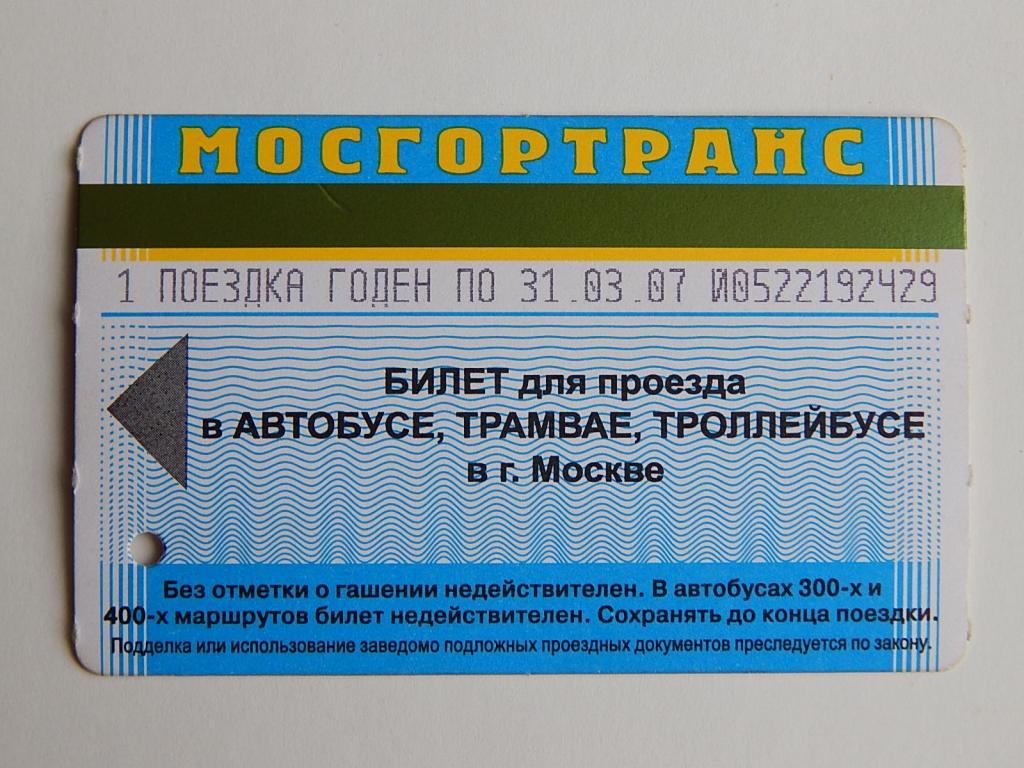 МОСГОРТРАНС
1 ПОЕЗДКА ГОДЕН ПО 31.03.07 И0522192429
БИЛЕТ для проезда
в АВТОБУСЕ, ТРАМВАЕ, ТРОЛЛЕЙБУСЕ
в г. Москве
Без отметки о гашении недействителен. В автобусах 300-х и
400-х маршрутов билет недействителен. Сохранять до конца поездки.
Подделка или использование заведомо подложных проездных документов преследуется по закону.